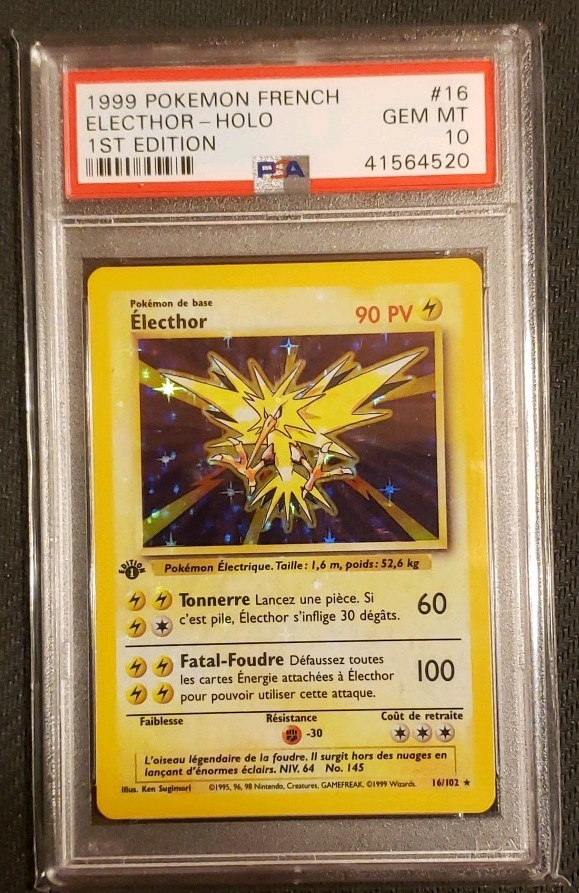 1999 POKEMON FRENCH #16
ELECTHOR - HOLO GEM MT
1ST EDITION 10
PSA 41564520
Pokémon de base
Électhor 90 PV
EDITION 1
Pokémon Électrique. Taille: 1,6 m, poids: 52,6 kg
Tonnerre Lancez une pièce. Si 60
c'est pile, Électhor s'inflige 30 dégâts.
Fatal-Foudre Défaussez toutes 100
les cartes Énergie attachées à Électhor
pour pouvoir utiliser cette attaque.
Faiblesse Résistance Coût de retraite
-30
L'oiseau légendaire de la foudre. Il surgit hors des nuages en
lançant d'énormes éclairs. NIV. 64 No. 145
Illus. Ken Sugimori ©1995, 96, 98 Nintendo, Creatures, GAMEFREAK. ©1999 Wizards. 16/102 ★